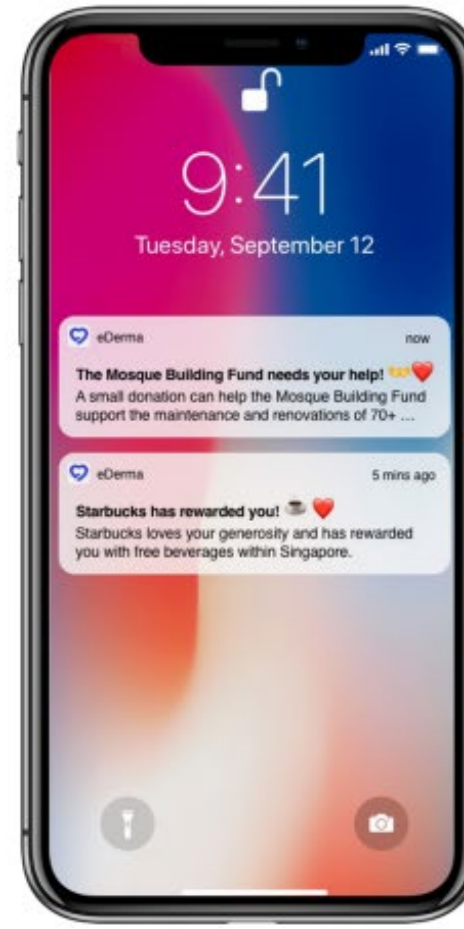 9:41
Tuesday, September 12
eDerma
now
The Mosque Building Fund needs your help! 🤲❤️
A small donation can help the Mosque Building Fund
support the maintenance and renovations of 70+ ...
eDerma
5 mins ago
Starbucks has rewarded you! ☕ ❤️
Starbucks loves your generosity and has rewarded
you with free beverages within Singapore.